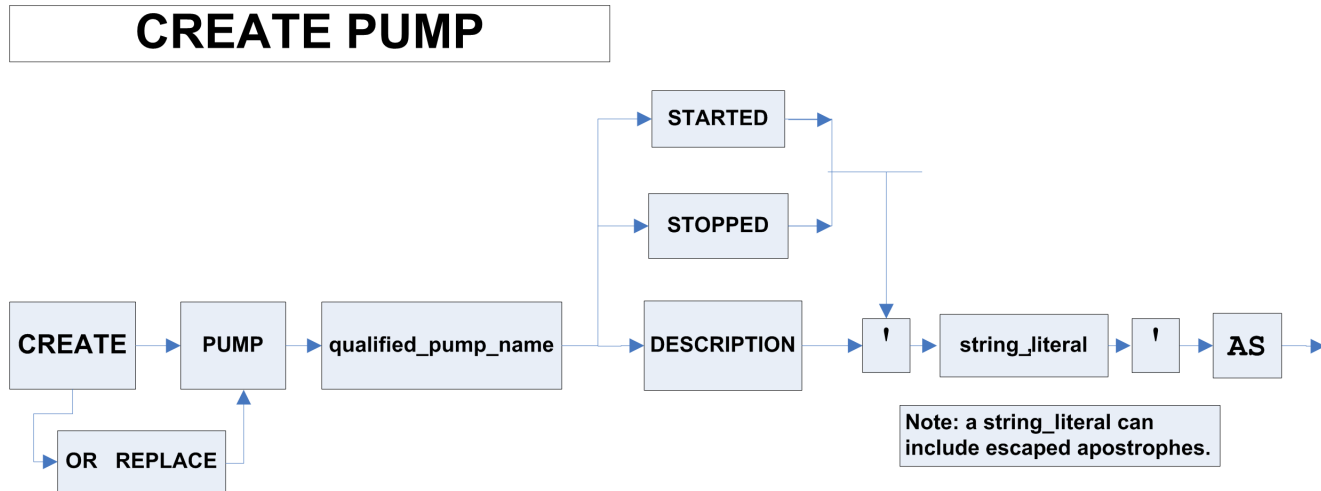 CREATE PUMP
STARTED
STOPPED
CREATE
PUMP
qualified_pump_name
DESCRIPTION
'
string_literal
'
AS
OR REPLACE
Note: a string_literal can
include escaped apostrophes.